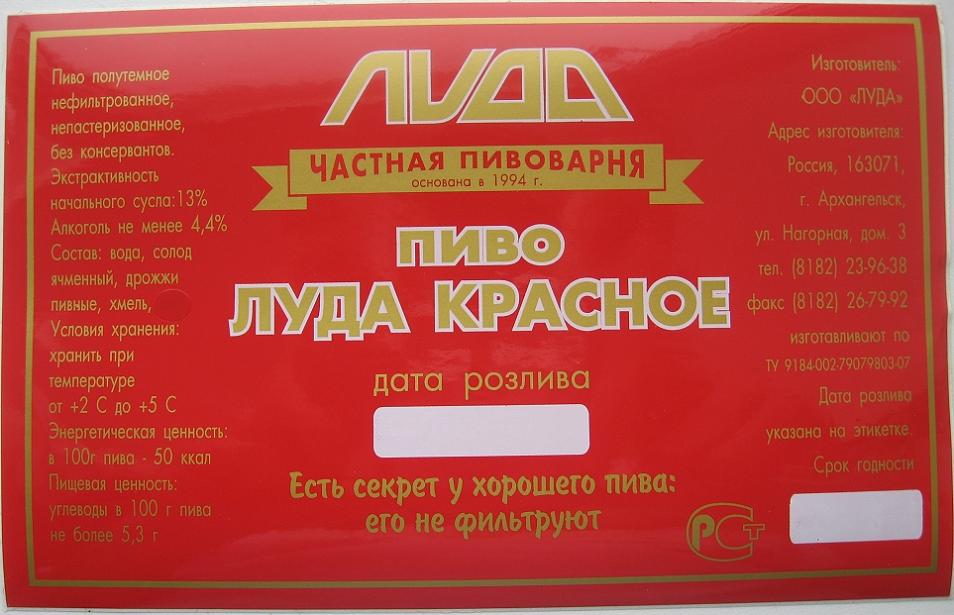 Пиво полутемное
нефильтрованное,
непастеризованное,
без консервантов.
Экстрактивность
начального сусла:13%
Алкоголь не менее 4,4%
Состав: вода, солод
ячменный, дрожжи
пивные, хмель,
Условия хранения:
хранить при
температуре
от +2 С до +5 С
Энергетическая ценность:
в 100г пива - 50 ккал
Пищевая ценность:
углеводы в 100 г пива
не более 5,3 г
ЛУДА
ЧАСТНАЯ ПИВОВАРНЯ
основана в 1994 г.
ПИВО
ЛУДА КРАСНОЕ
дата розлива
Есть секрет у хорошего пива:
его не фильтруют
Изготовитель:
ООО «ЛУДА»
Адрес изготовителя:
Россия, 163071,
г. Архангельск,
ул. Нагорная, дом. 3
тел. (8182) 23-96-38
факс (8182) 26-79-92
изготавливают по
ТУ 9184-002-79079803-07
Дата розлива
указана на этикетке.
Срок годности
РСТ